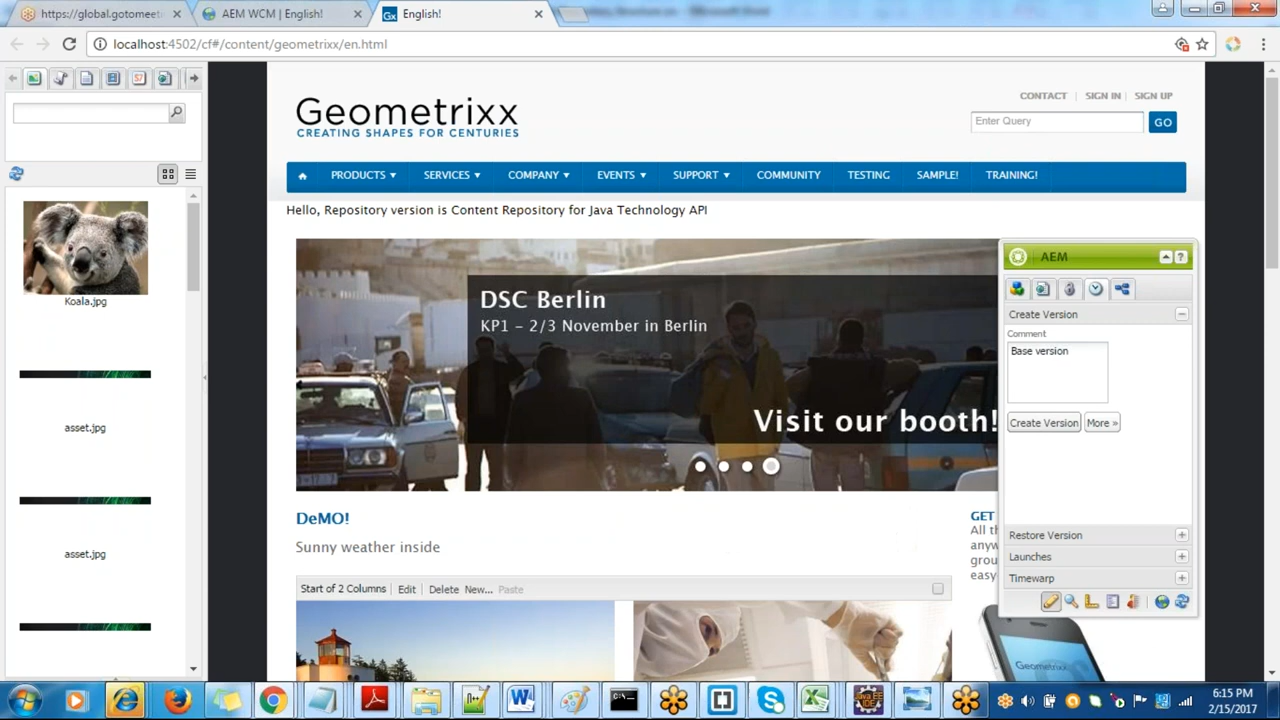 https://global.gotomeeti
AEM WCM | English!
Gx
English!
localhost:4502/cf#/content/geometrixx/en.html
Koala.jpg
asset.jpg
asset.jpg
Geometrixx
CREATING SHAPES FOR CENTURIES
CONTACT | SIGN IN | SIGN UP
Enter Query
GO
PRODUCTS
SERVICES
COMPANY
EVENTS
SUPPORT
COMMUNITY
TESTING
SAMPLE!
TRAINING!
Hello, Repository version is Content Repository for Java Technology API
DSC Berlin
KP1 – 2/3 November in Berlin
Visit our booth!
DeMO!
Sunny weather inside
Start of 2 Columns | Edit | Delete New... Paste
GET
All th
anyw
grou
easy
Geometrixx
AEM
?
Create Version
Comment
Base version
Create Version
More »
Restore Version
Launches
Timewarp
6:15 PM
2/15/2017